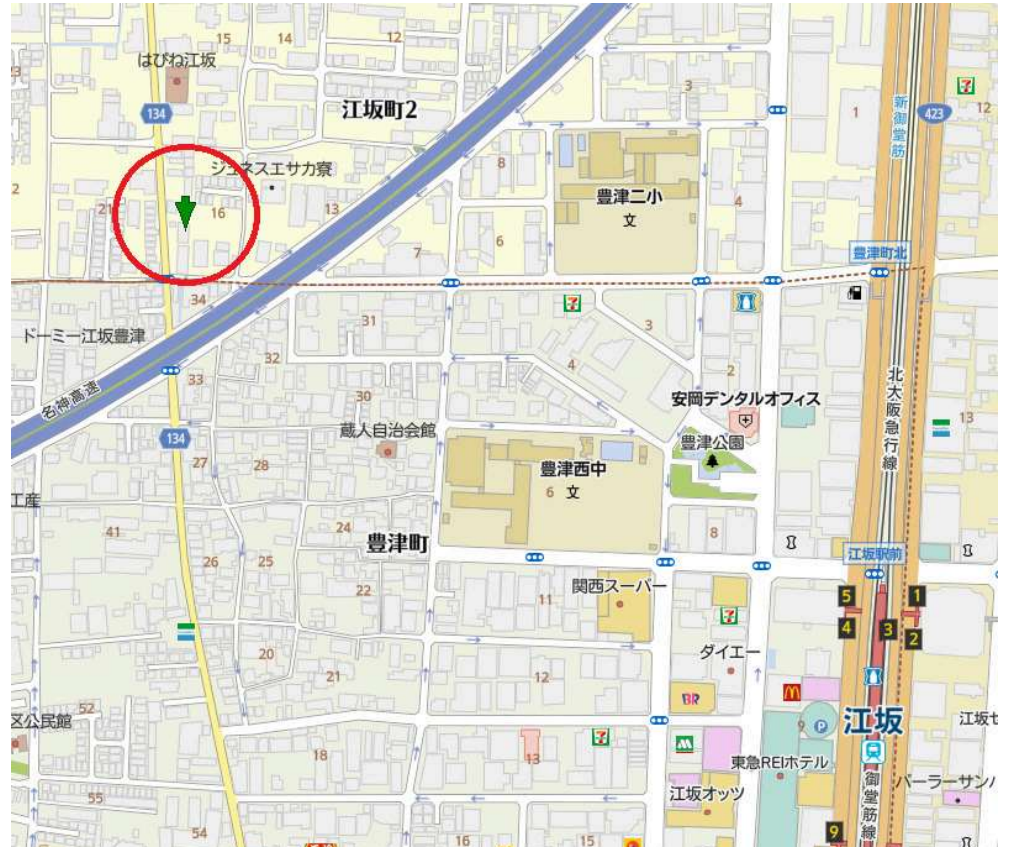 15
14
12
はぴね江坂
23
134
江坂町2
3
新御堂筋
12
423
1
8
ジュネスエサカ寮
2
21
16
13
豊津二小
文
4
6
7
豊津町北
34
ドーミー江坂豊津
31
3
32
4
2
33
30
安岡デンタルオフィス
名神高速
北大阪急行線
13
134
蔵人自治会館
豊津公園
27
28
豊津西中
6
文
工産
41
24
豊津町
8
江坂駅前
26
25
22
11
関西スーパー
5
1
4
3
2
20
21
ダイエー
12
BR
52
区公民館
9
P
江坂
江坂セ
18
13
東急REIホテル
御堂筋線
パーラーサンパ
江坂オッツ
55
54
16
15
9